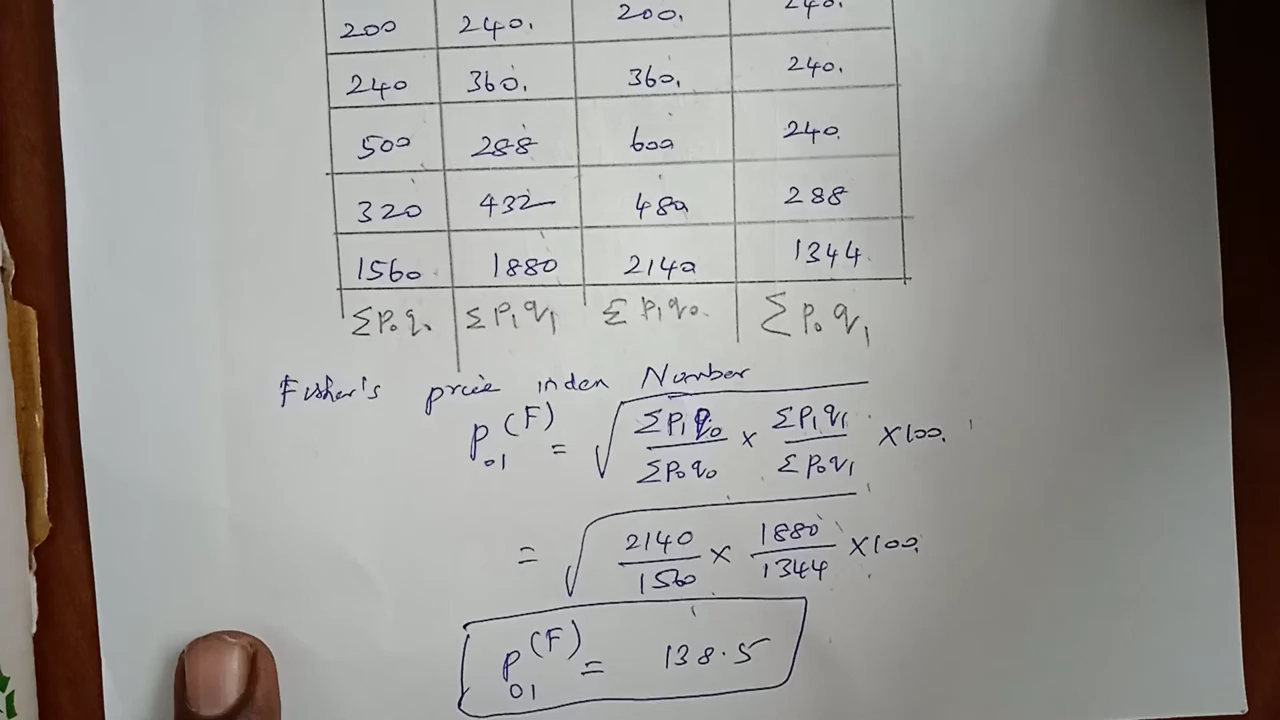 200 240. 200. 240.
240 360. 360. 240.
500 288 600 240.
320 432 480 288
1560 1880 2140 1344
ΣP₀q₀ ΣP₁q₁ ΣP₁q₀. ΣP₀q₁
Fisher's price index Number
P₀₁^(F) = √(ΣP₁q₀/ΣP₀q₀ × ΣP₁q₁/ΣP₀q₁) ×100.
= √(2140/1560 × 1880/1344) ×100.
P₀₁^(F) = 138.5